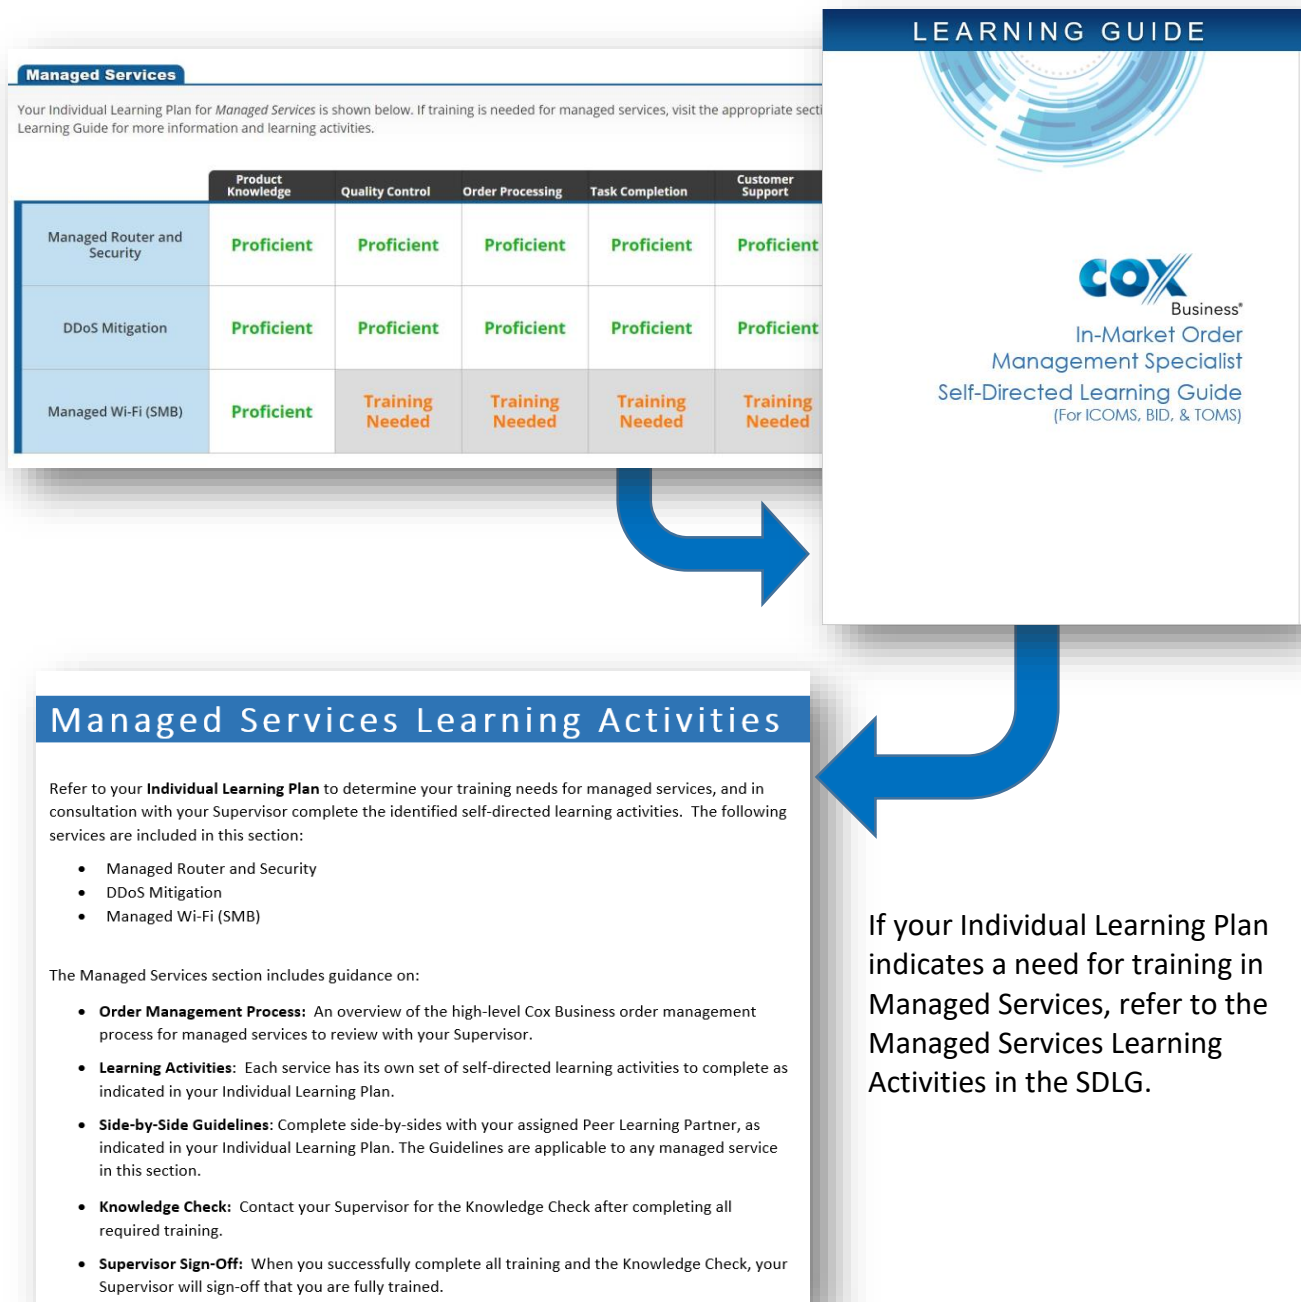 Managed Services
Your Individual Learning Plan for Managed Services is shown below. If training is needed for managed services, visit the appropriate
Learning Guide for more information and learning activities.
Product Knowledge Quality Control Order Processing Task Completion Customer Support
Managed Router and Security Proficient Proficient Proficient Proficient Proficient
DDoS Mitigation Proficient Proficient Proficient Proficient Proficient
Managed Wi-Fi (SMB) Proficient Training Needed Training Needed Training Needed Training Needed
LEARNING GUIDE
COX
Business®
In-Market Order
Management Specialist
Self-Directed Learning Guide
(For ICOMS, BID, & TOMS)
Managed Services Learning Activities
Refer to your Individual Learning Plan to determine your training needs for managed services, and in
consultation with your Supervisor complete the identified self-directed learning activities. The following
services are included in this section:
• Managed Router and Security
• DDoS Mitigation
• Managed Wi-Fi (SMB)
The Managed Services section includes guidance on:
• Order Management Process: An overview of the high-level Cox Business order management
process for managed services to review with your Supervisor.
• Learning Activities: Each service has its own set of self-directed learning activities to complete as
indicated in your Individual Learning Plan.
• Side-by-Side Guidelines: Complete side-by-sides with your assigned Peer Learning Partner, as
indicated in your Individual Learning Plan. The Guidelines are applicable to any managed service
in this section.
• Knowledge Check: Contact your Supervisor for the Knowledge Check after completing all
required training.
• Supervisor Sign-Off: When you successfully complete all training and the Knowledge Check, your
Supervisor will sign-off that you are fully trained.
If your Individual Learning Plan
indicates a need for training in
Managed Services, refer to the
Managed Services Learning
Activities in the SDLG.